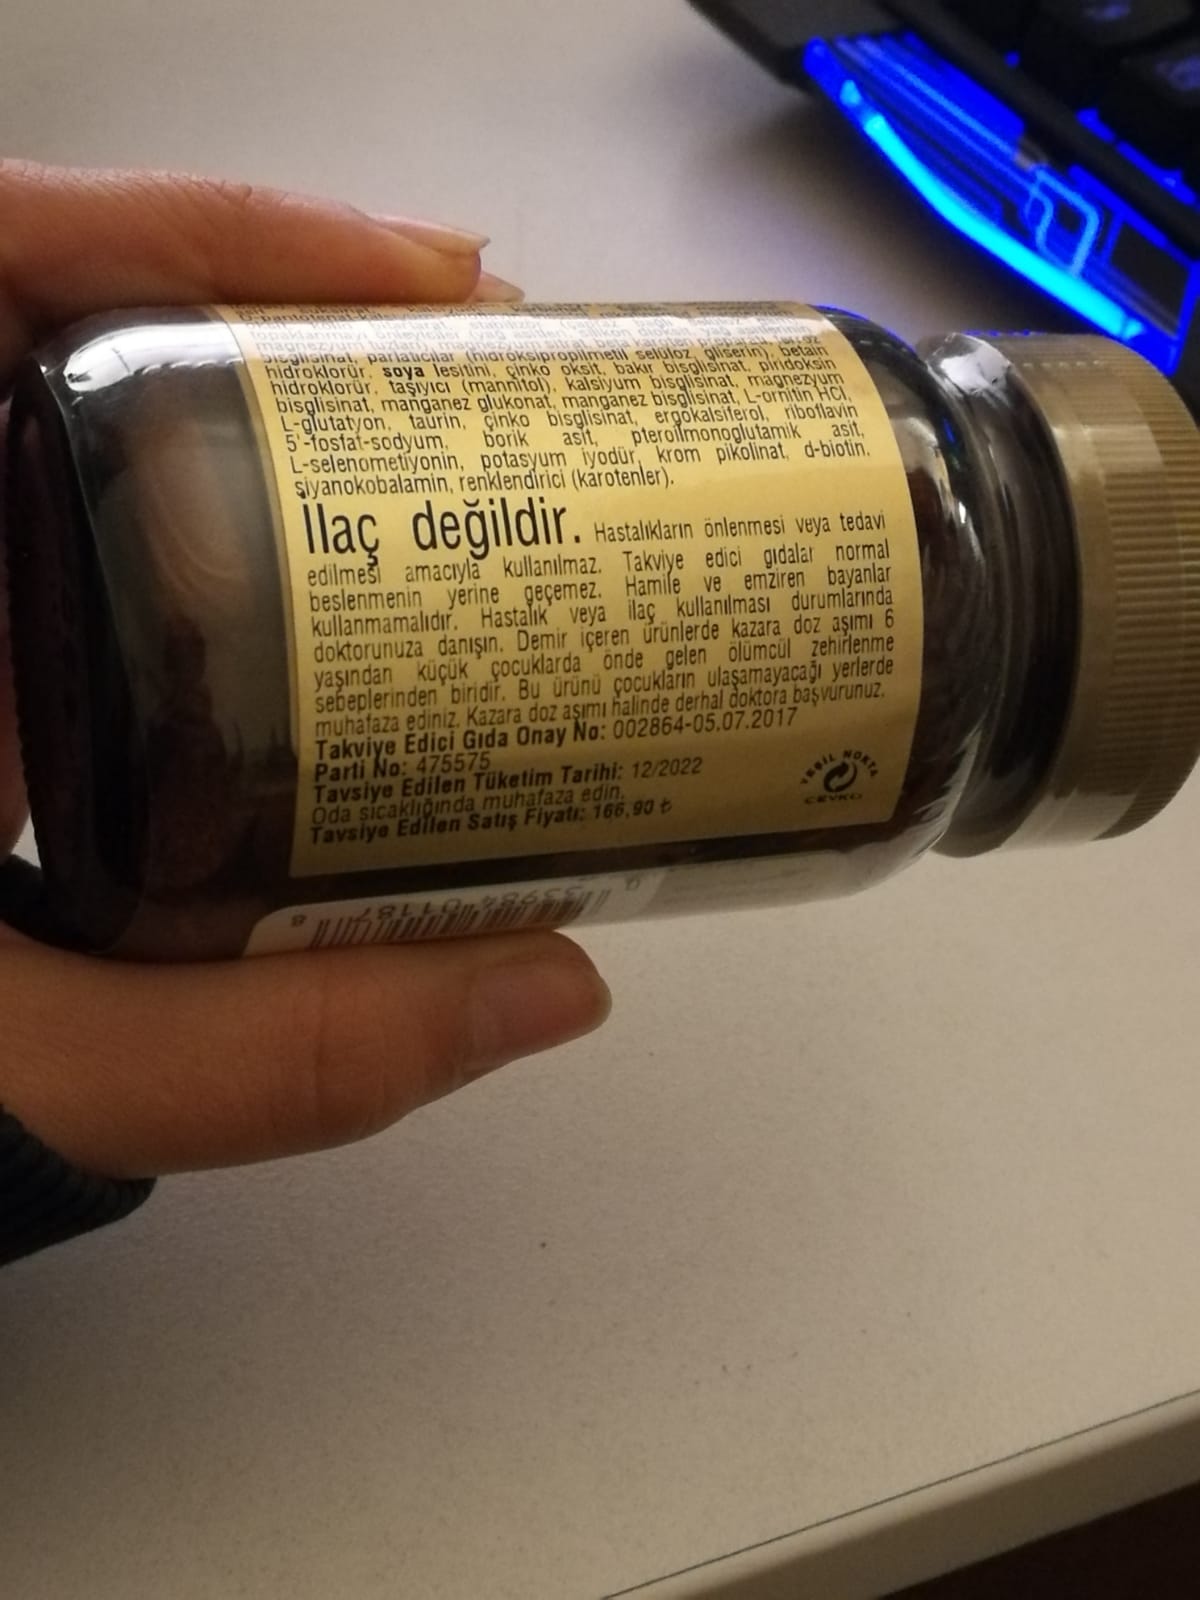 hidroklorür, soya lesitini, çinko oksit, bakır bisglisinat, piridoksin
hidroklorür, taşıyıcı (mannitol), kalsiyum bisglisinat, magnezyum
bisglisinat, manganez glukonat, manganez bisglisinat, L-ornitin HCl,
L-glutatyon, taurin, çinko bisglisinat, ergokalsiferol, riboflavin
5'-fosfat-sodyum, borik asit, pteroilmonoglutamik asit,
L-selenometiyonin, potasyum iyodür, krom pikolinat, d-biotin,
siyanokobalamin, renklendirici (karotenler).
İlaç değildir. Hastalıkların önlenmesi veya tedavi
edilmesi amacıyla kullanılmaz. Takviye edici gıdalar normal
beslenmenin yerine geçemez. Hamile ve emziren bayanlar
kullanmamalıdır. Hastalık veya ilaç kullanılması durumlarında
doktorunuza danışın. Demir içeren ürünlerde kazara doz aşımı 6
yaşından küçük çocuklarda önde gelen ölümcül zehirlenme
sebeplerinden biridir. Bu ürünü çocukların ulaşamayacağı yerlerde
muhafaza ediniz. Kazara doz aşımı halinde derhal doktora başvurunuz.
Takviye Edici Gıda Onay No: 002864-05.07.2017
Parti No: 475575
Tavsiye Edilen Tüketim Tarihi: 12/2022
Oda sıcaklığında muhafaza edin.
Tavsiye Edilen Satış Fiyatı: 166,90 ₺
YEŞİL NOKTA
ÇEVKO